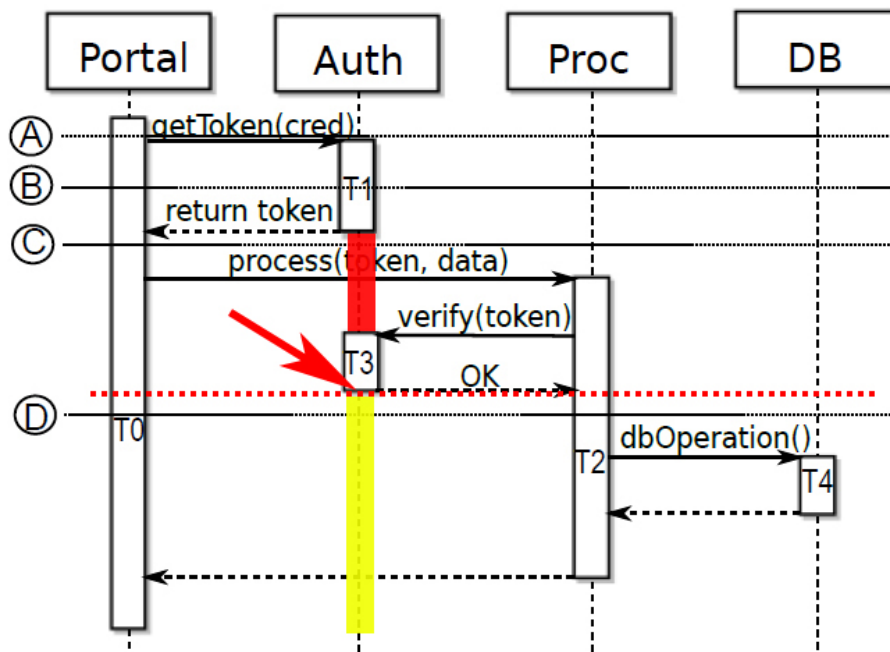 Portal
Auth
Proc
DB
A
getToken(cred)
B
T1
return token
C
process(token, data)
verify(token)
T3
OK
D
T0
dbOperation()
T2
T4